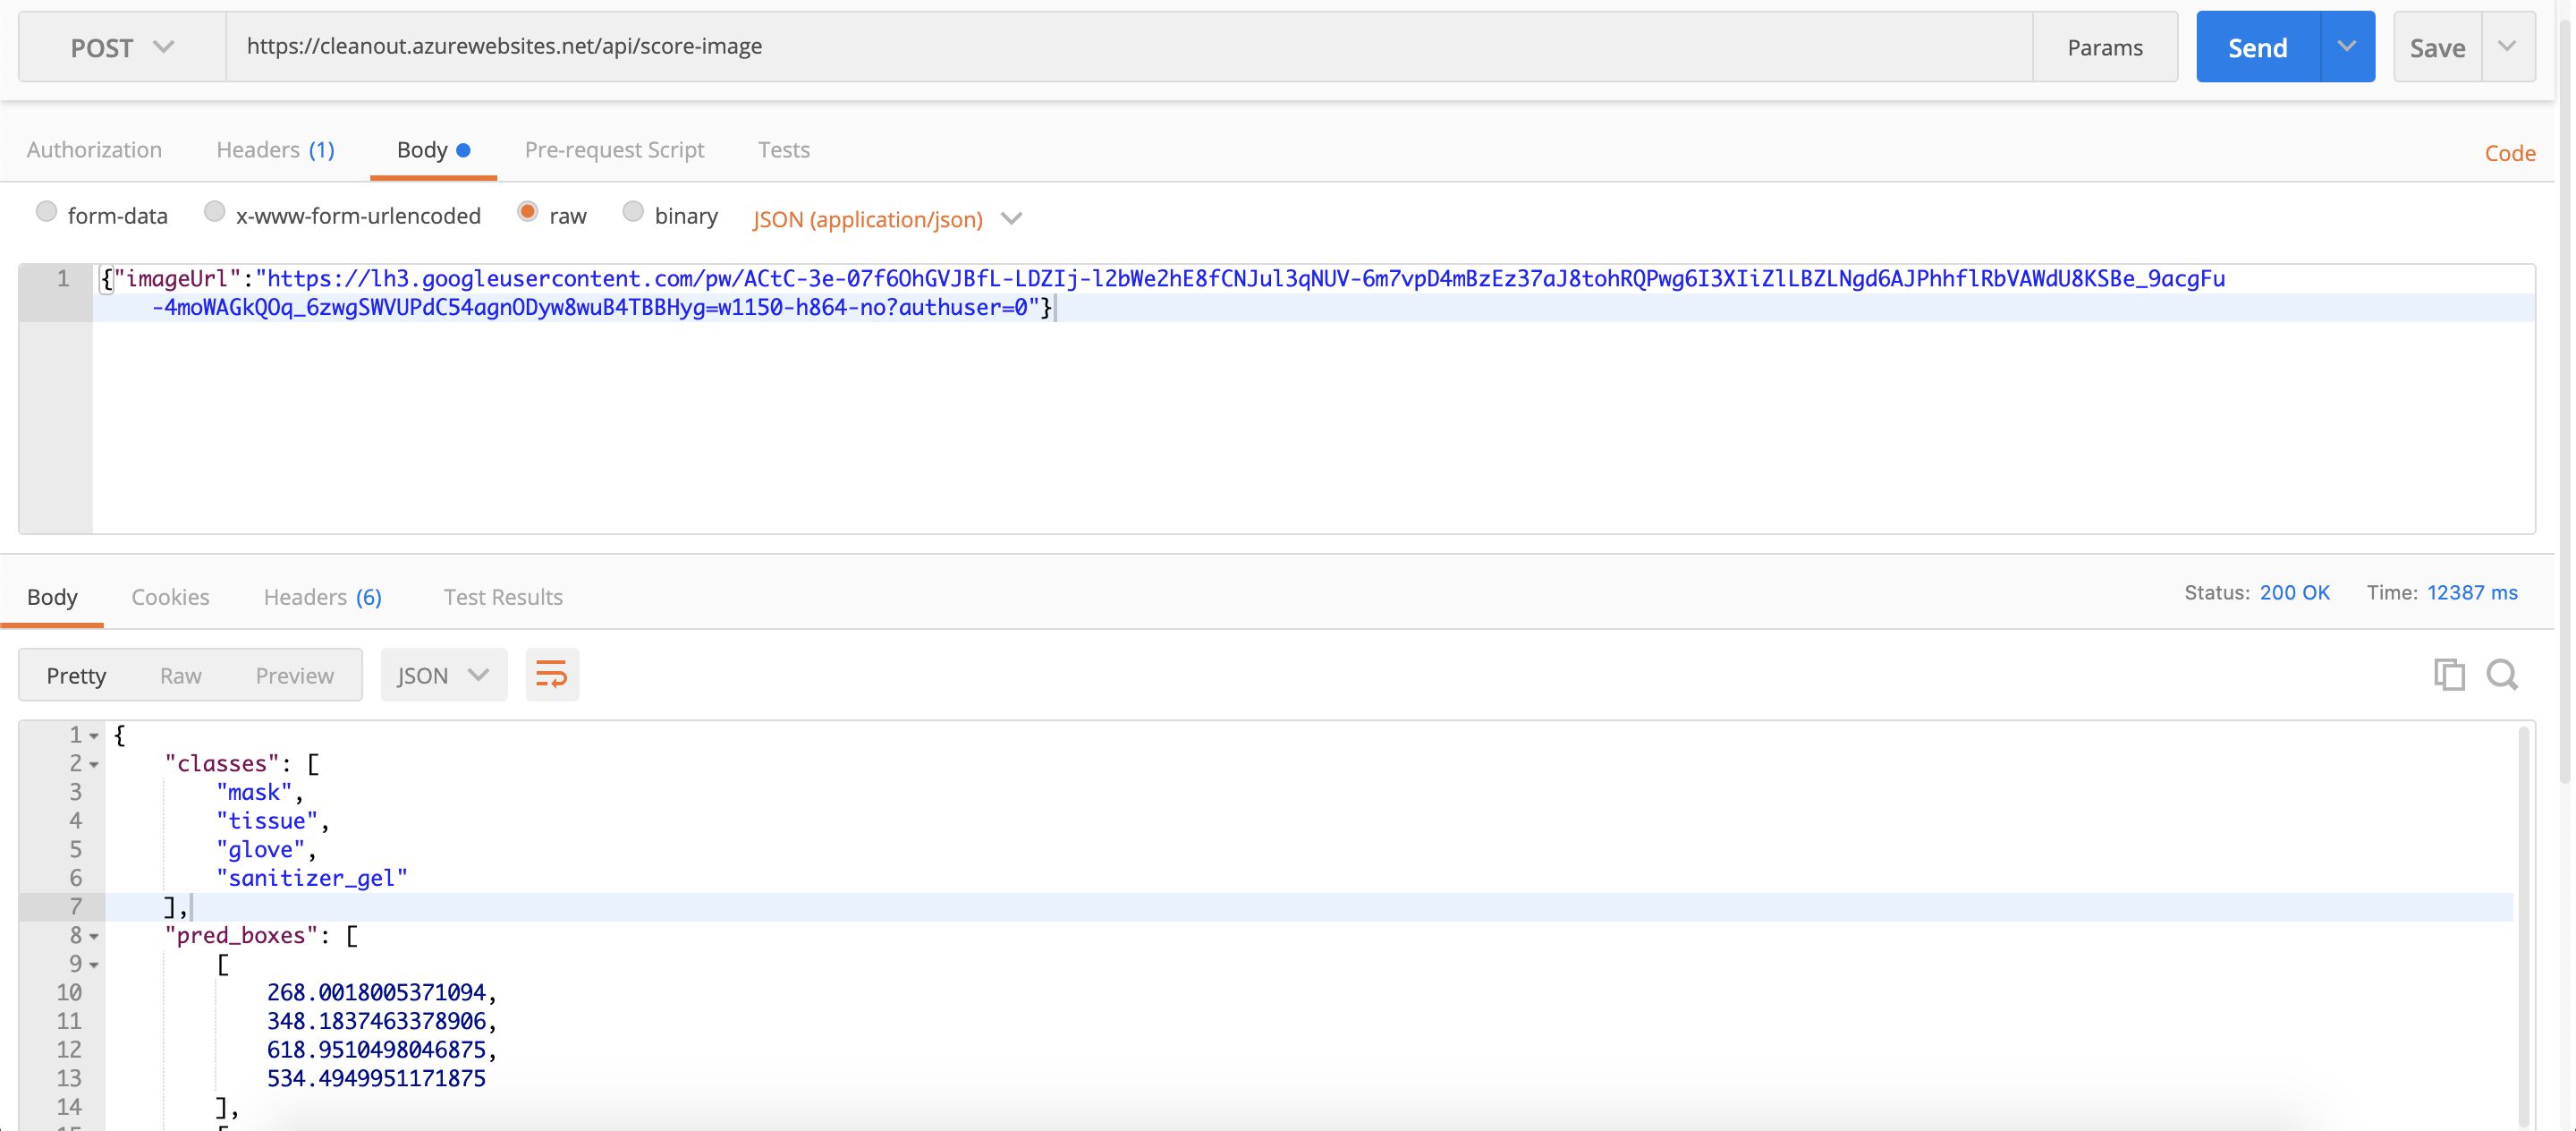 POST https://cleanout.azurewebsites.net/api/score-image Params Send Save
Authorization Headers (1) Body Pre-request Script Tests Code
form-data x-www-form-urlencoded raw binary JSON (application/json)
1 {"imageUrl":"https://lh3.googleusercontent.com/pw/ACtC-3e-07f6OhGVJBfL-LDZIj-l2bWe2hE8fCNJul3qNUV-6m7vpD4mBzEz37aJ8tohRQPwg6I3XIiZlLBZLNgd6AJPhhflRbVAWdU8KSBe_9acgFu
-4moWAGkQOq_6zwgSWVUPdC54agnODyw8wuB4TBBHyg=w1150-h864-no?authuser=0"}
Body Cookies Headers (6) Test Results Status: 200 OK Time: 12387 ms
Pretty Raw Preview JSON
1 {
2 "classes": [
3 "mask",
4 "tissue",
5 "glove",
6 "sanitizer_gel"
7 ],
8 "pred_boxes": [
9 [
10 268.0018005371094,
11 348.1837463378906,
12 618.9510498046875,
13 534.4949951171875
14 ],